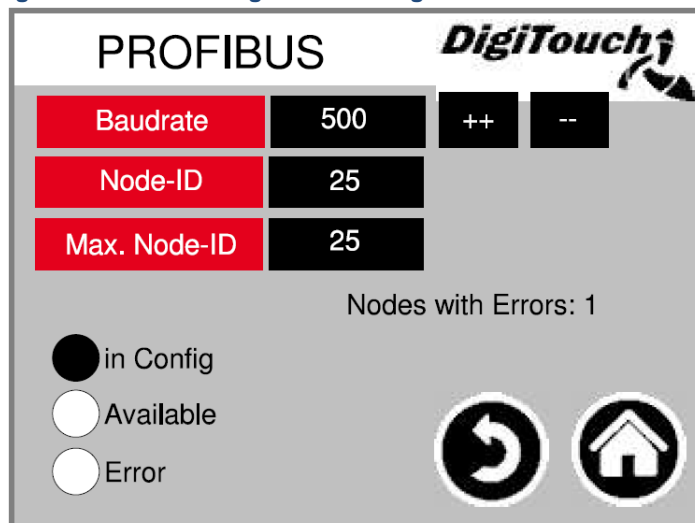 PROFIBUS
DigiTouch
Baudrate 500 ++ --
Node-ID 25
Max. Node-ID 25
Nodes with Errors: 1
in Config
Available
Error